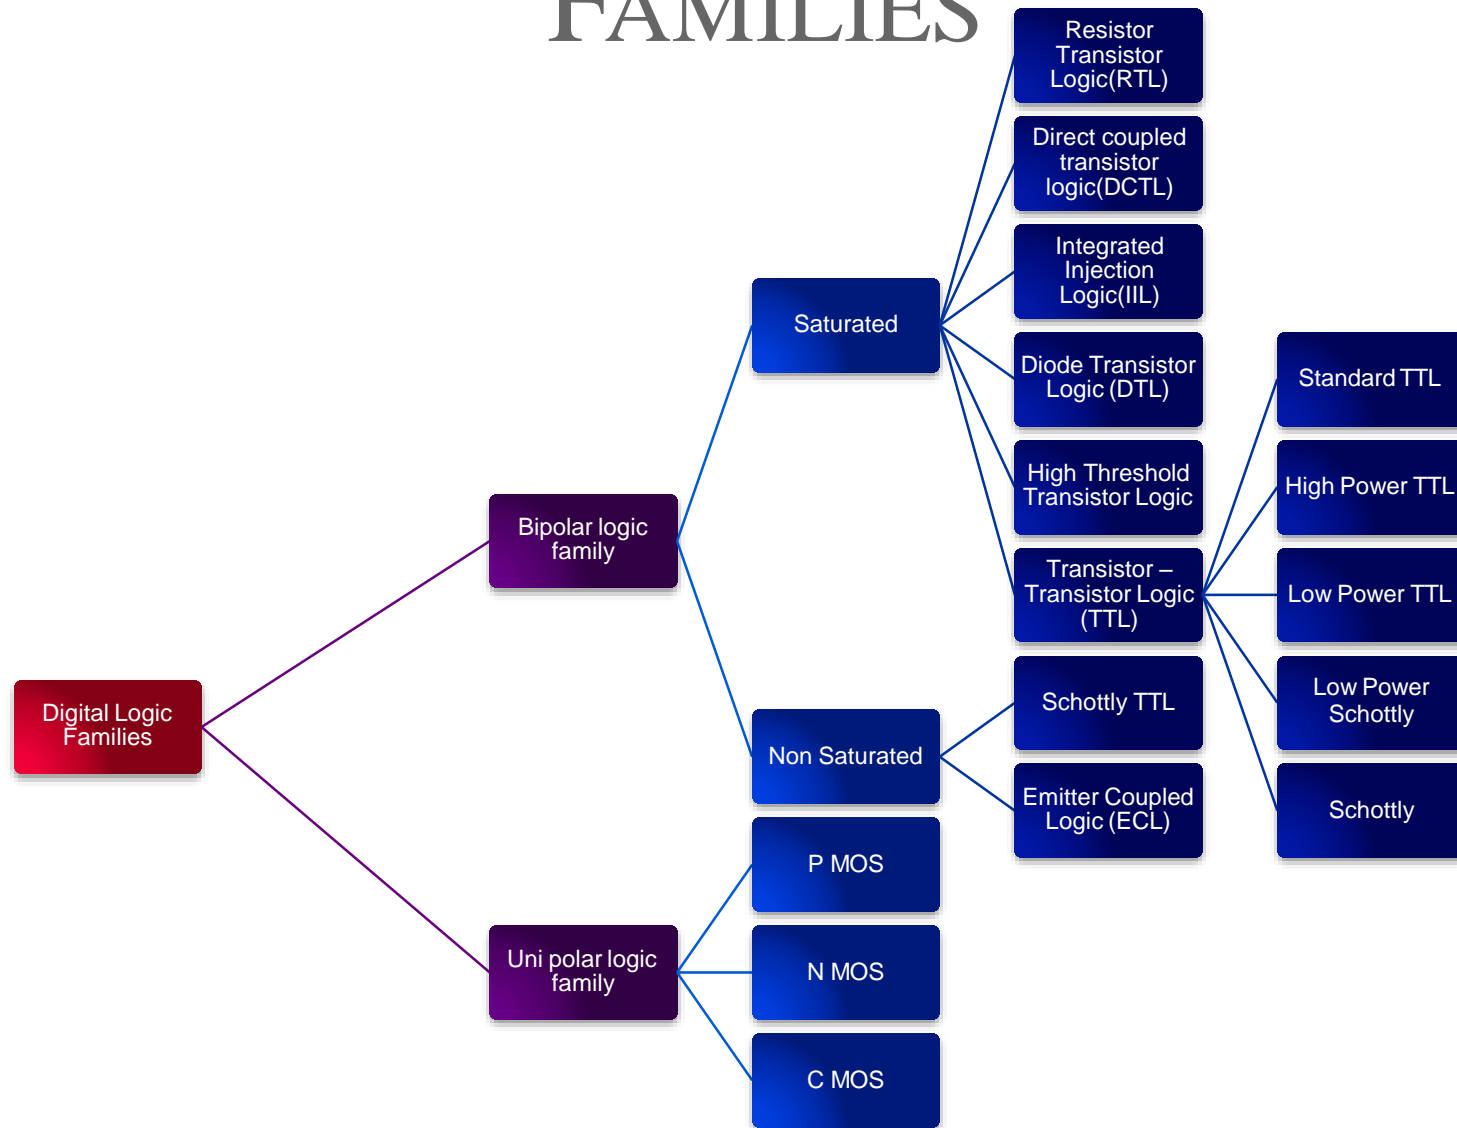 FAMILIES
Resistor
Transistor
Logic(RTL)
Direct coupled
transistor
logic(DCTL)
Integrated
Injection
Logic(IIL)
Saturated
Diode Transistor
Logic (DTL)
Standard TTL
High Threshold
Transistor Logic
High Power TTL
Bipolar logic
family
Transistor –
Transistor Logic
(TTL)
Low Power TTL
Digital Logic
Families
Schottly TTL
Low Power
Schottly
Non Saturated
Emitter Coupled
Logic (ECL)
Schottly
P MOS
Uni polar logic
family
N MOS
C MOS